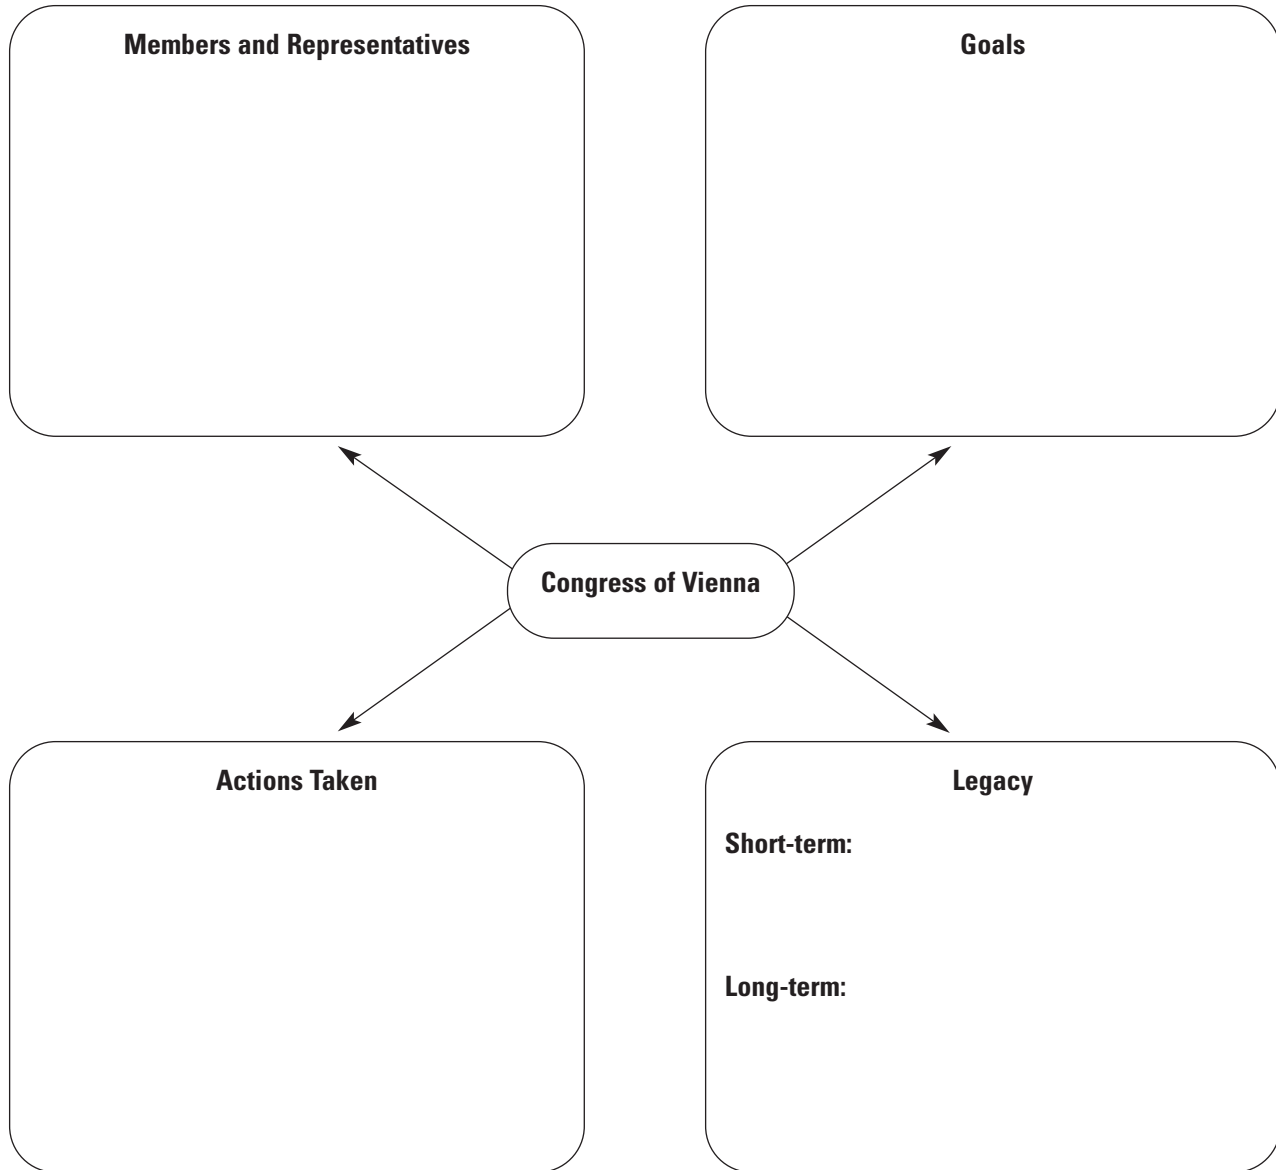 Members and Representatives
Goals
Congress of Vienna
Actions Taken
Legacy
Short-term:
Long-term: